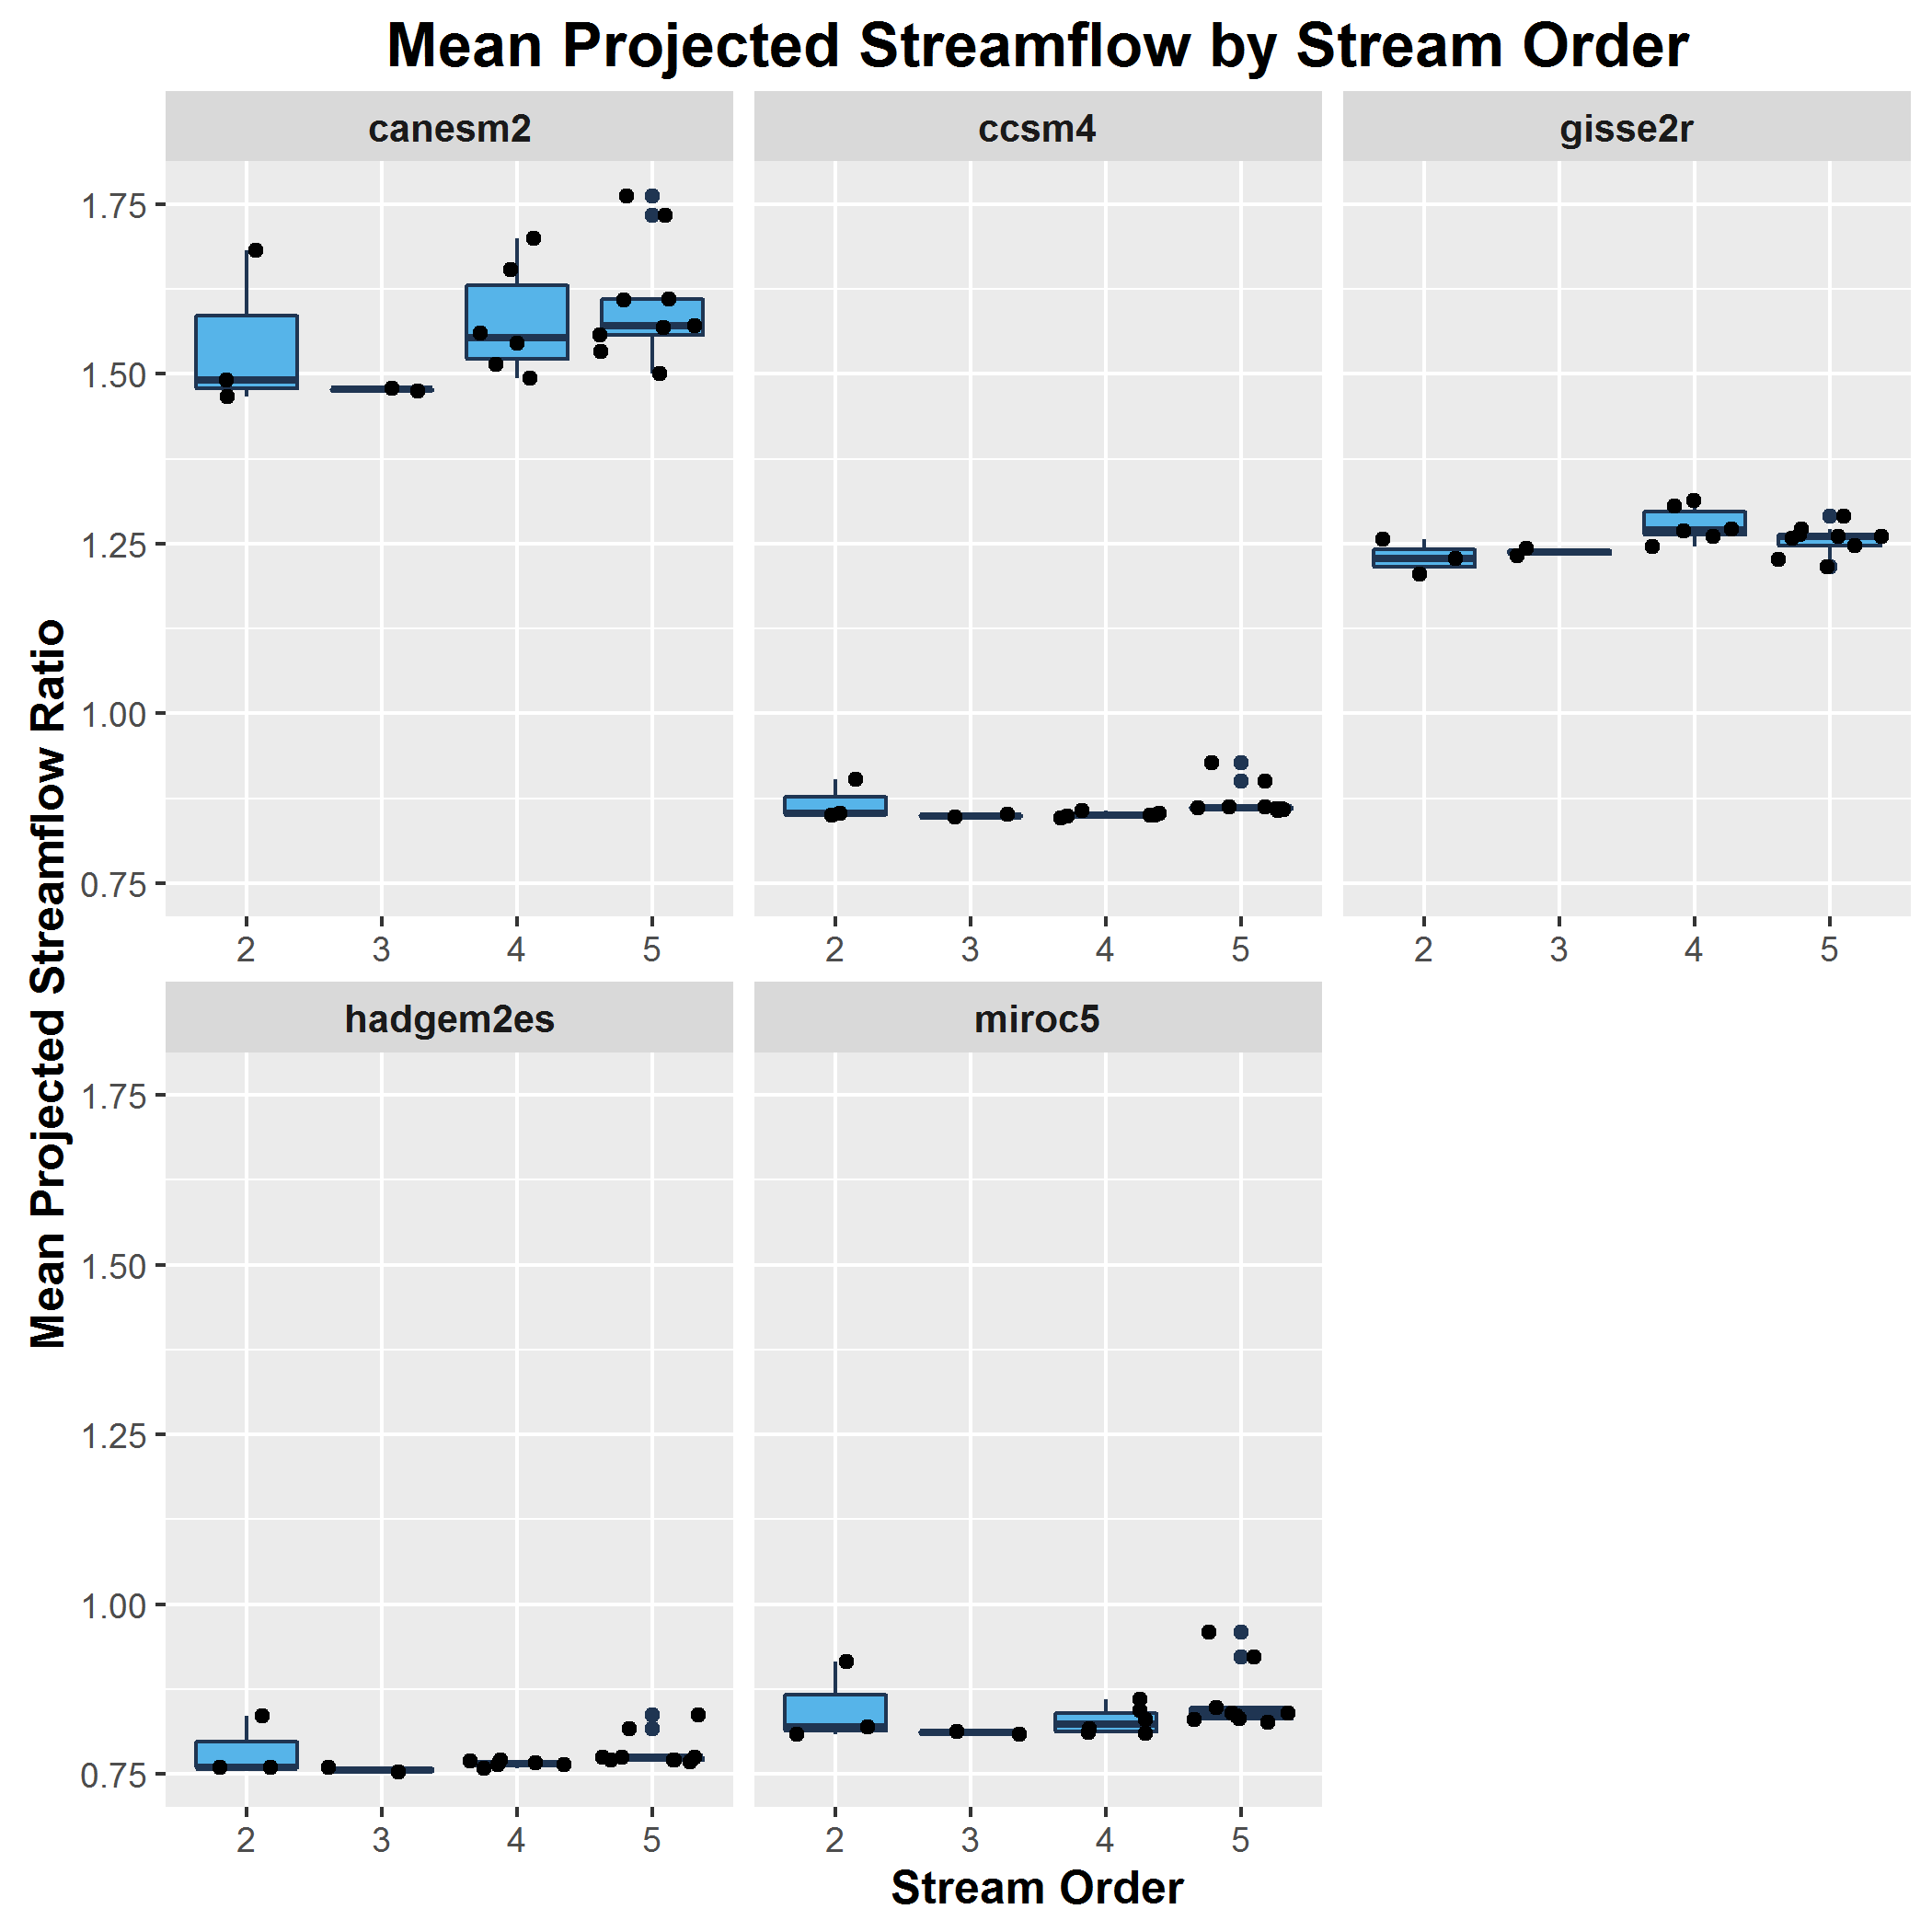 Mean Projected Streamflow by Stream Order
canesm2
ccsm4
gisse2r
1.75
1.50
1.25
1.00
0.75
2 3 4 5
2 3 4 5
2 3 4 5
Mean Projected Streamflow Ratio
hadgem2es
miroc5
1.75
1.50
1.25
1.00
0.75
2 3 4 5
2 3 4 5
Stream Order